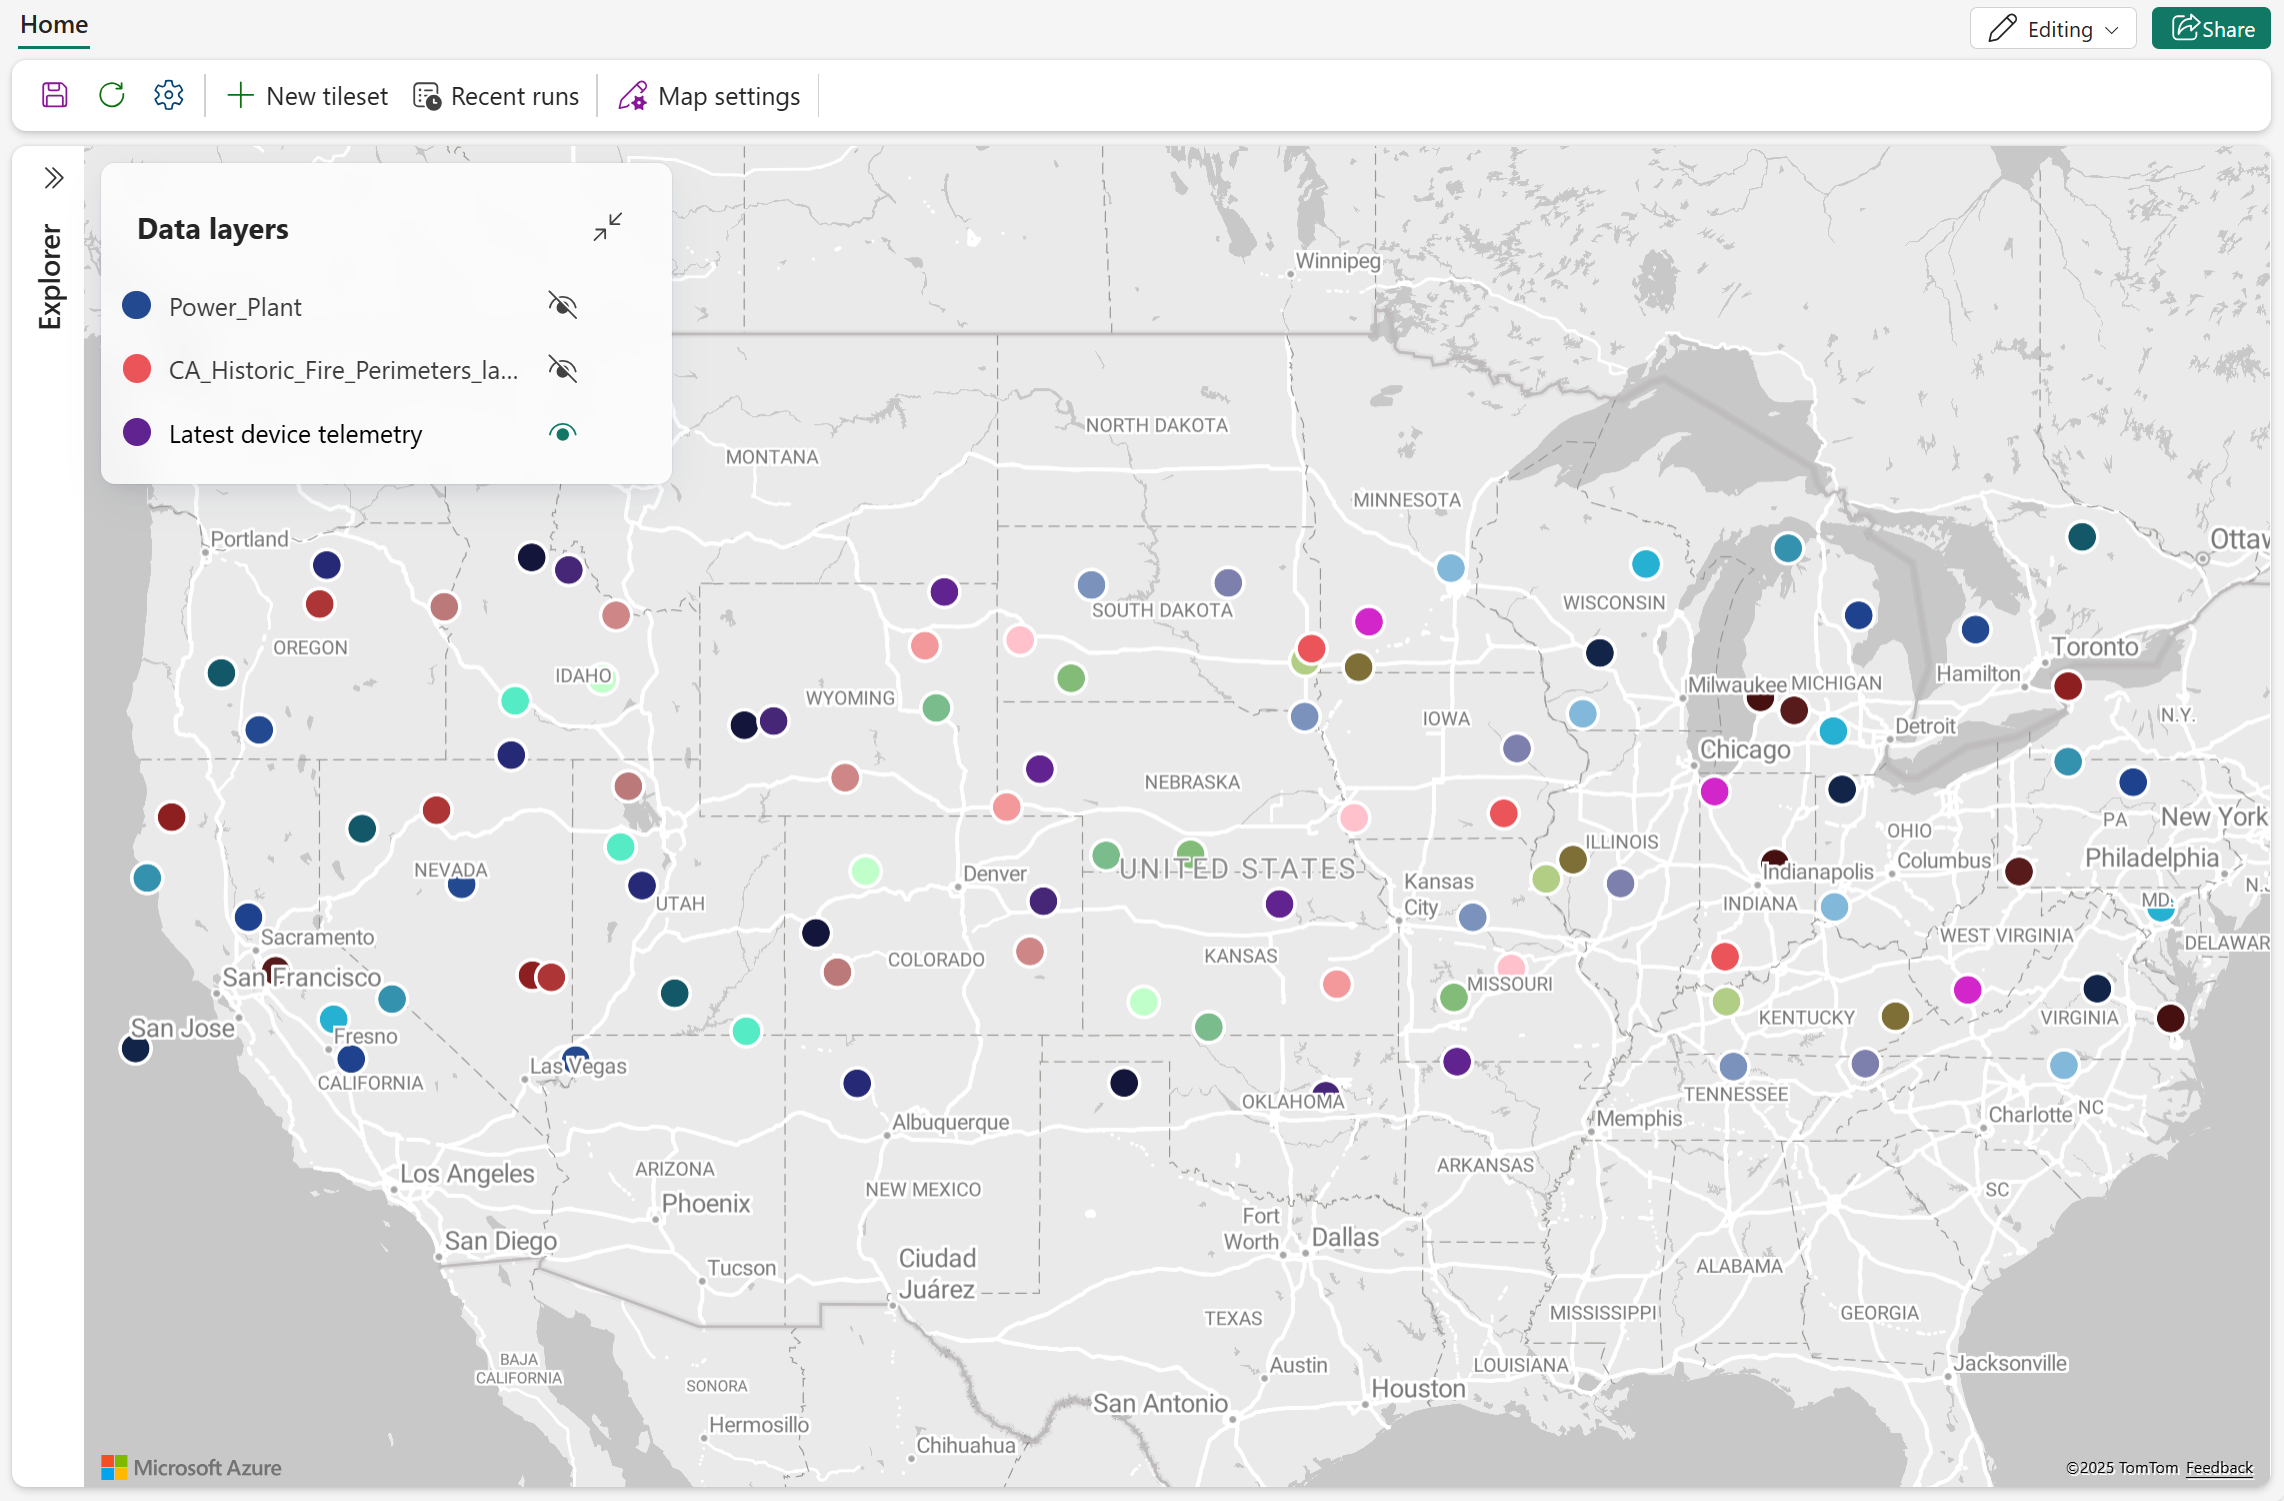 Home
Editing
Share
New tileset
Recent runs
Map settings
Explorer
Data layers
Power_Plant
CA_Historic_Fire_Perimeters_la...
Latest device telemetry
Winnipeg
NORTH DAKOTA
MONTANA
MINNESOTA
Portland
Ottaw
SOUTH DAKOTA
WISCONSIN
OREGON
Toronto
IDAHO
Hamilton
Milwaukee
MICHIGAN
WYOMING
IOWA
N.Y.
Detroit
Chicago
NEBRASKA
PA
New York
OHIO
ILLINOIS
Philadelphia
Columbus
NEVADA
UNITED STATES
Denver
Indianapolis
Kansas
City
N.J.
UTAH
INDIANA
MD.
Sacramento
WEST VIRGINIA
DELAWAR
COLORADO
KANSAS
San Francisco
MISSOURI
KENTUCKY
VIRGINIA
San Jose
Fresno
Las Vegas
CALIFORNIA
TENNESSEE
OKLAHOMA
NC
Charlotte
Memphis
Albuquerque
Los Angeles
ARIZONA
ARKANSAS
NEW MEXICO
SC
Phoenix
Fort
Worth
Dallas
San Diego
Ciudad
Juárez
Tucson
ALABAMA
TEXAS
MISSISSIPPI
GEORGIA
BAJA
CALIFORNIA
Austin
LOUISIANA
Jacksonville
SONORA
Houston
San Antonio
Hermosillo
Chihuahua
Microsoft Azure
©2025 TomTom Feedback